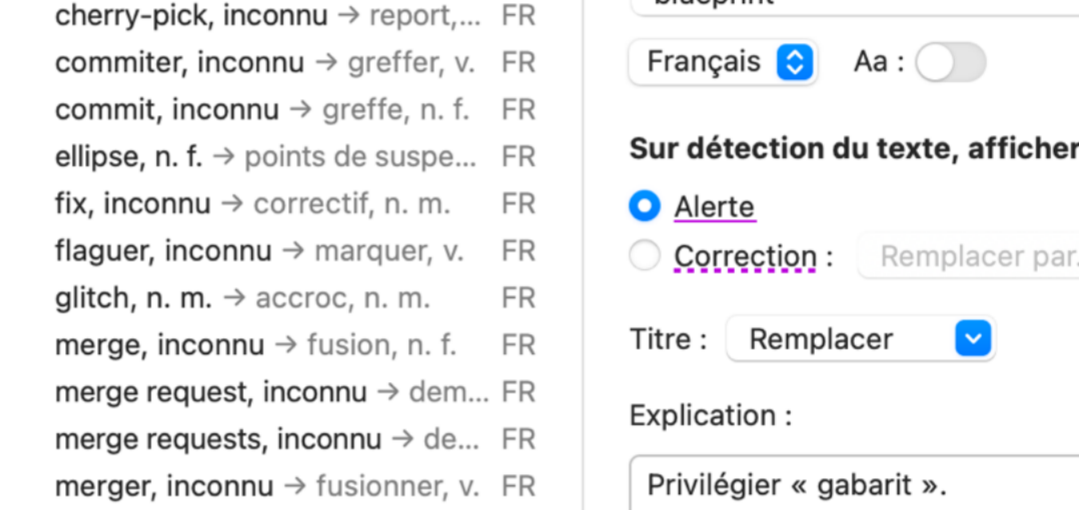 cherry-pick, inconnu → report,... FR
commiter, inconnu → greffer, v. FR
commit, inconnu → greffe, n. f. FR
ellipse, n. f. → points de suspe... FR
fix, inconnu → correctif, n. m. FR
flaguer, inconnu → marquer, v. FR
glitch, n. m. → accroc, n. m. FR
merge, inconnu → fusion, n. f. FR
merge request, inconnu → dem... FR
merge requests, inconnu → de... FR
merger, inconnu → fusionner, v. FR
blueprint
Français Aa :
Sur détection du texte, afficher
Alerte
Correction : Remplacer par.
Titre : Remplacer
Explication :
Privilégier « gabarit ».